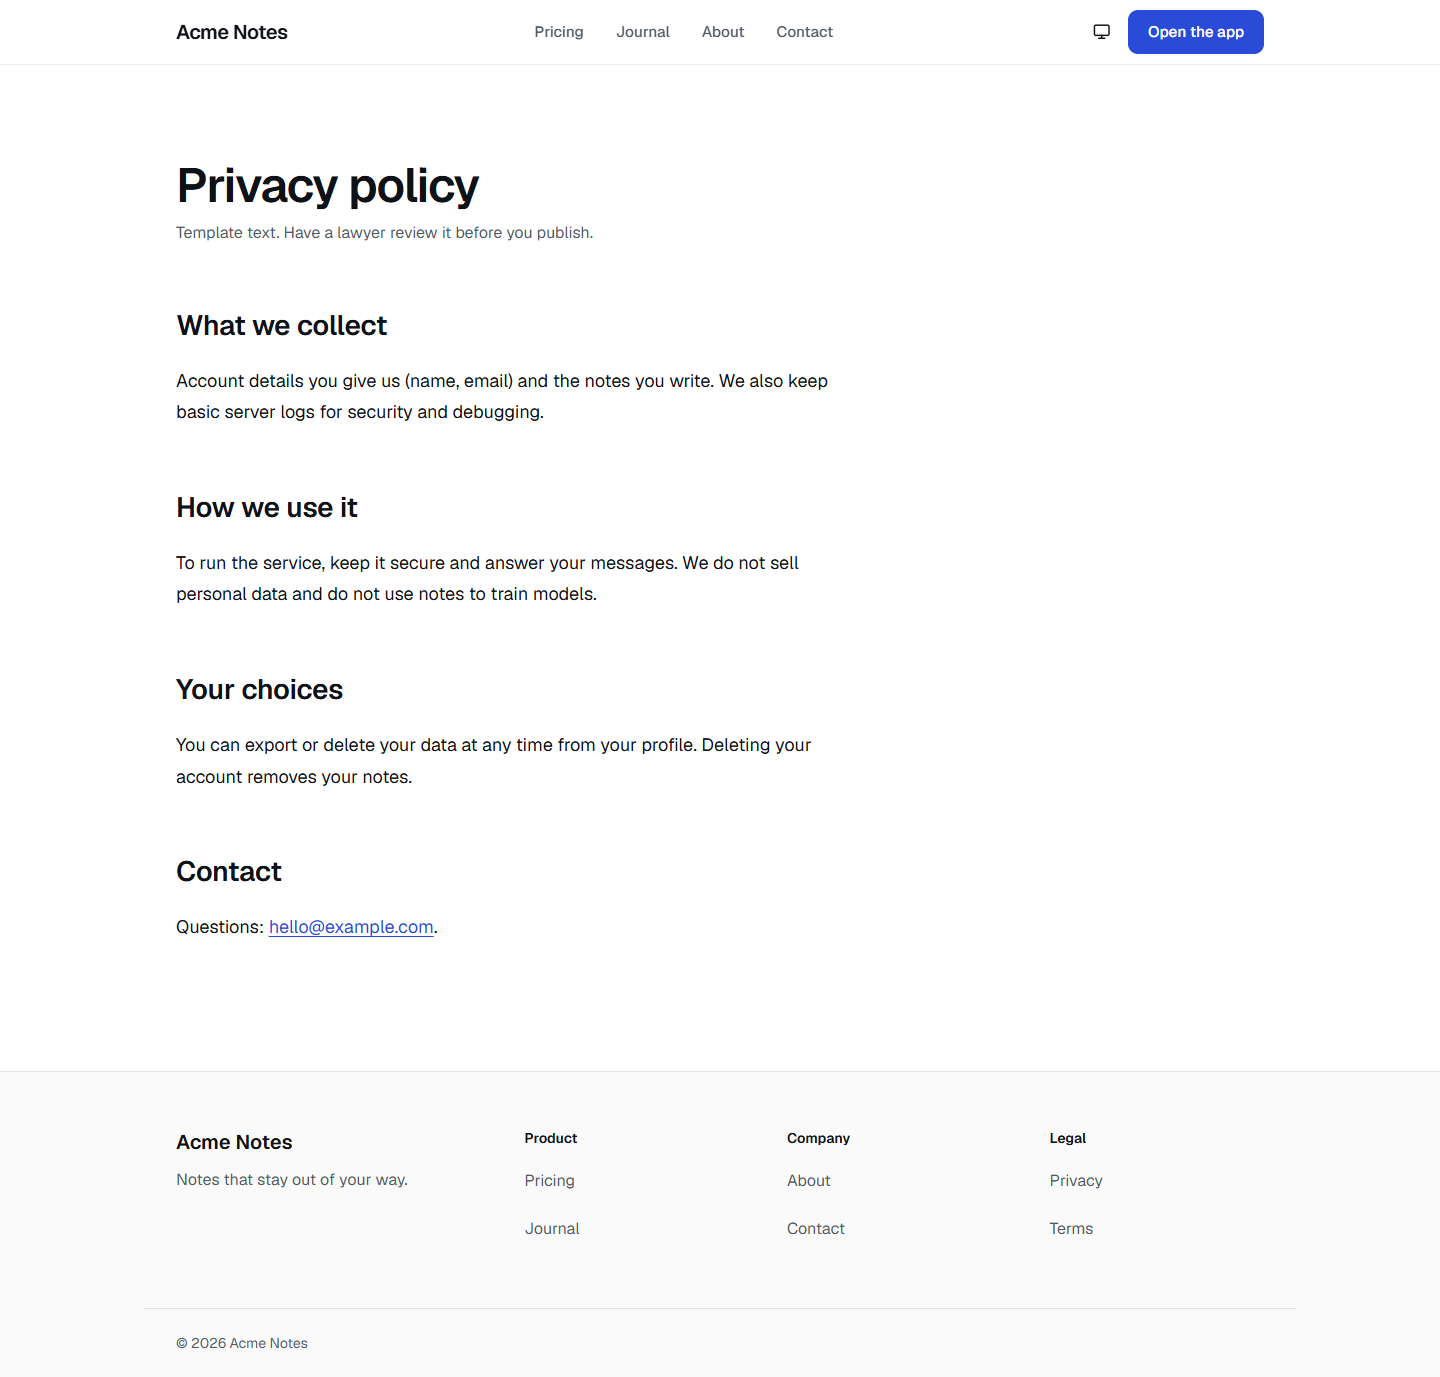 Acme Notes
Pricing
Journal
About
Contact
Open the app
Privacy policy
Template text. Have a lawyer review it before you publish.
What we collect
Account details you give us (name, email) and the notes you write. We also keep
basic server logs for security and debugging.
How we use it
To run the service, keep it secure and answer your messages. We do not sell
personal data and do not use notes to train models.
Your choices
You can export or delete your data at any time from your profile. Deleting your
account removes your notes.
Contact
Questions: hello@example.com.
Acme Notes
Notes that stay out of your way.
Product
Pricing
Journal
Company
About
Contact
Legal
Privacy
Terms
© 2026 Acme Notes